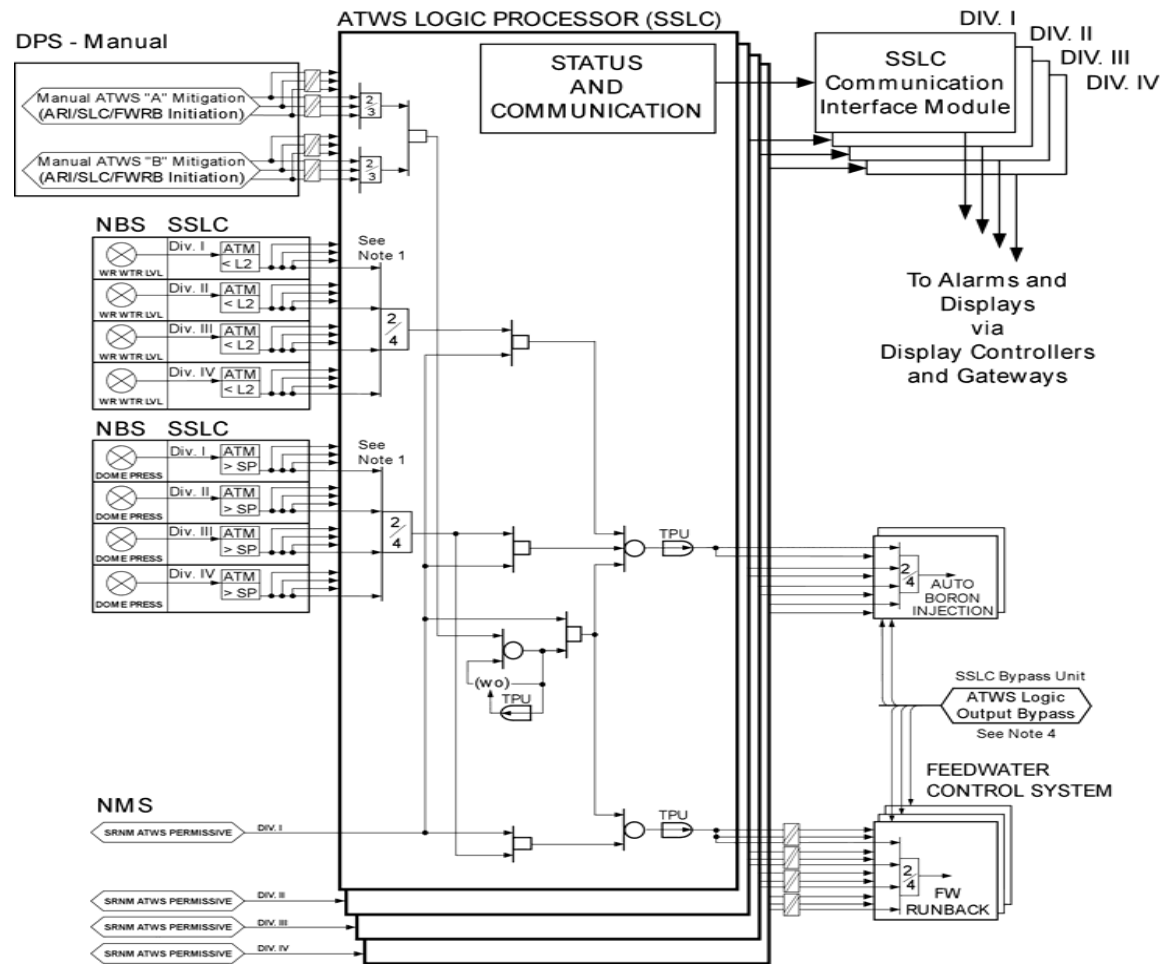 ATWS LOGIC PROCESSOR (SSLC)
DPS - Manual
Manual ATWS "A" Mitigation
(ARI/SLC/FWRB Initiation)
2/3
Manual ATWS "B" Mitigation
(ARI/SLC/FWRB Initiation)
2/3
STATUS
AND
COMMUNICATION
DIV. I
DIV. II
DIV. III
DIV. IV
SSLC
Communication
Interface Module
To Alarms and
Displays
via
Display Controllers
and Gateways
NBS SSLC
Div. I ATM
< L2
WR WTR LVL
Div. II ATM
< L2
WR WTR LVL
Div. III ATM
< L2
WR WTR LVL
Div. IV ATM
< L2
WR WTR LVL
See
Note 1
2/4
NBS SSLC
Div. I ATM
> SP
DOME PRESS
Div. II ATM
> SP
DOME PRESS
Div. III ATM
> SP
DOME PRESS
Div. IV ATM
> SP
DOME PRESS
See
Note 1
2/4
TPU
(wo)
TPU
2/4
AUTO
BORON
INJECTION
SSLC Bypass Unit
ATWS Logic
Output Bypass
See Note 4
FEEDWATER
CONTROL SYSTEM
TPU
2/4
FW
RUNBACK
NMS
SRNM ATWS PERMISSIVE DIV. I
SRNM ATWS PERMISSIVE DIV. II
SRNM ATWS PERMISSIVE DIV. III
SRNM ATWS PERMISSIVE DIV. IV